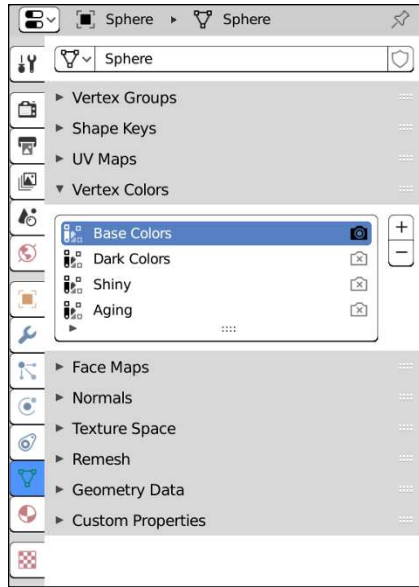 Sphere Sphere
Sphere
Vertex Groups
Shape Keys
UV Maps
Vertex Colors
Base Colors
Dark Colors
Shiny
Aging
Face Maps
Normals
Texture Space
Remesh
Geometry Data
Custom Properties